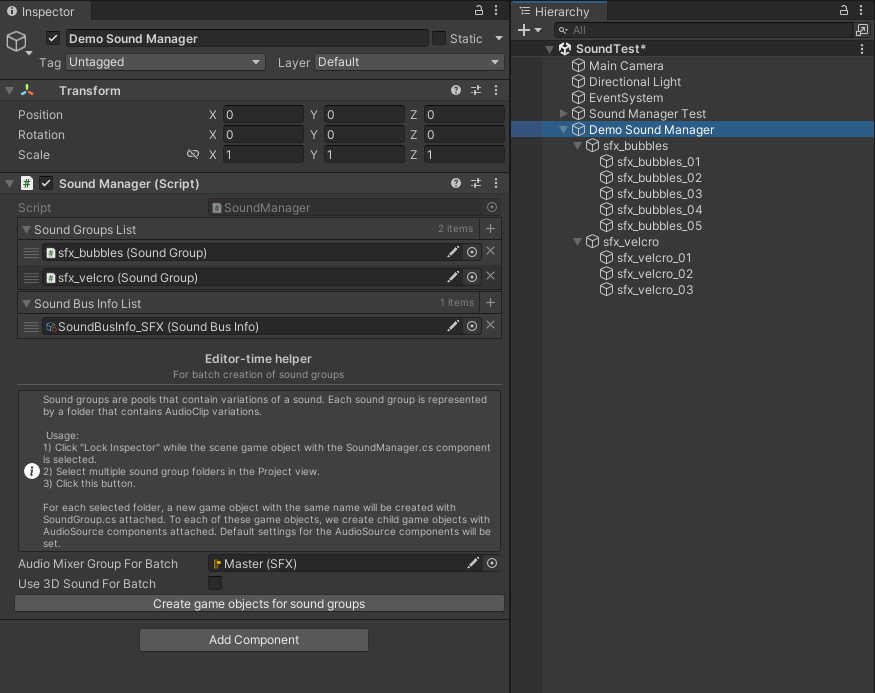 Inspector
Demo Sound Manager
Static
Tag Untagged
Layer Default
Transform
Position X 0 Y 0 Z 0
Rotation X 0 Y 0 Z 0
Scale X 1 Y 1 Z 1
# Sound Manager (Script)
Script # SoundManager
Sound Groups List 2 items
sfx_bubbles (Sound Group)
sfx_velcro (Sound Group)
Sound Bus Info List 1 items
SoundBusInfo_SFX (Sound Bus Info)
Editor-time helper
For batch creation of sound groups
Sound groups are pools that contain variations of a sound. Each sound group is represented
by a folder that contains AudioClip variations.
Usage:
1) Click "Lock Inspector" while the scene game object with the SoundManager.cs component
is selected.
2) Select multiple sound group folders in the Project view.
3) Click this button.
For each selected folder, a new game object with the same name will be created with
SoundGroup.cs attached. To each of these game objects, we create child game objects with
AudioSource components attached. Default settings for the AudioSource components will be
set.
Audio Mixer Group For Batch Master (SFX)
Use 3D Sound For Batch
Create game objects for sound groups
Add Component
Hierarchy
All
SoundTest*
Main Camera
Directional Light
EventSystem
Sound Manager Test
Demo Sound Manager
sfx_bubbles
sfx_bubbles_01
sfx_bubbles_02
sfx_bubbles_03
sfx_bubbles_04
sfx_bubbles_05
sfx_velcro
sfx_velcro_01
sfx_velcro_02
sfx_velcro_03